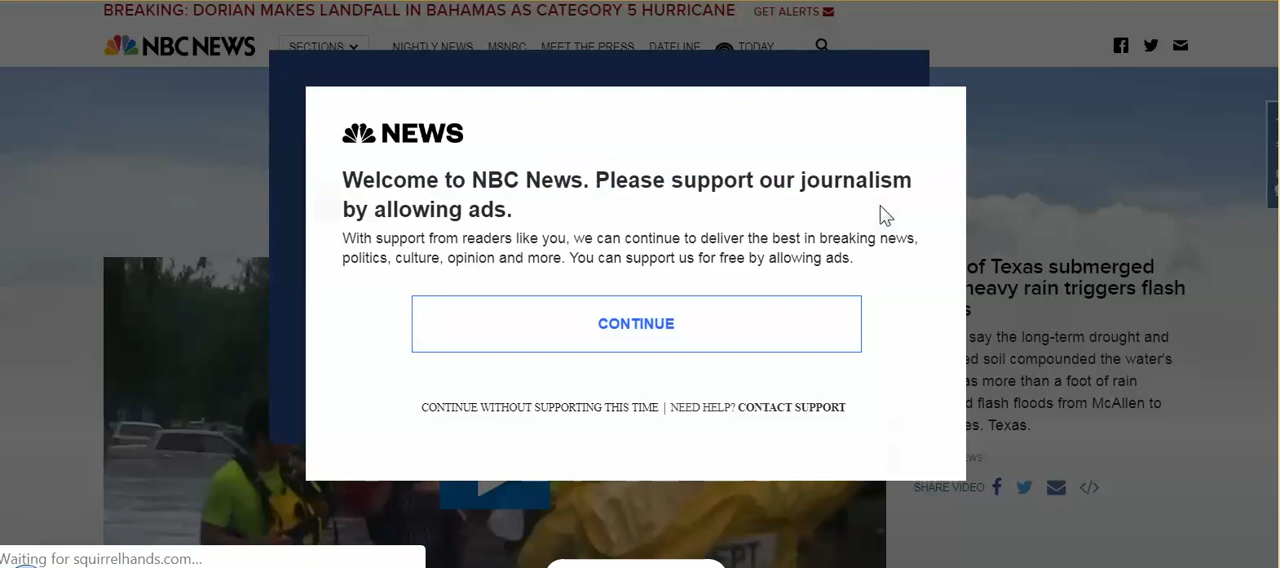 BREAKING: DORIAN MAKES LANDFALL IN BAHAMAS AS CATEGORY 5 HURRICANE GET ALERTS
NBC NEWS SECTIONS NIGHTLY NEWS MSNBC MEET THE PRESS DATELINE TODAY
NEWS
Welcome to NBC News. Please support our journalism
by allowing ads.
With support from readers like you, we can continue to deliver the best in breaking news,
politics, culture, opinion and more. You can support us for free by allowing ads.
CONTINUE
CONTINUE WITHOUT SUPPORTING THIS TIME | NEED HELP? CONTACT SUPPORT
of Texas submerged
heavy rain triggers flash
say the long-term drought and
soil compounded the water's
as more than a foot of rain
flash floods from McAllen to
Texas.
SHARE VIDEO </>
Waiting for squirrelhands.com...